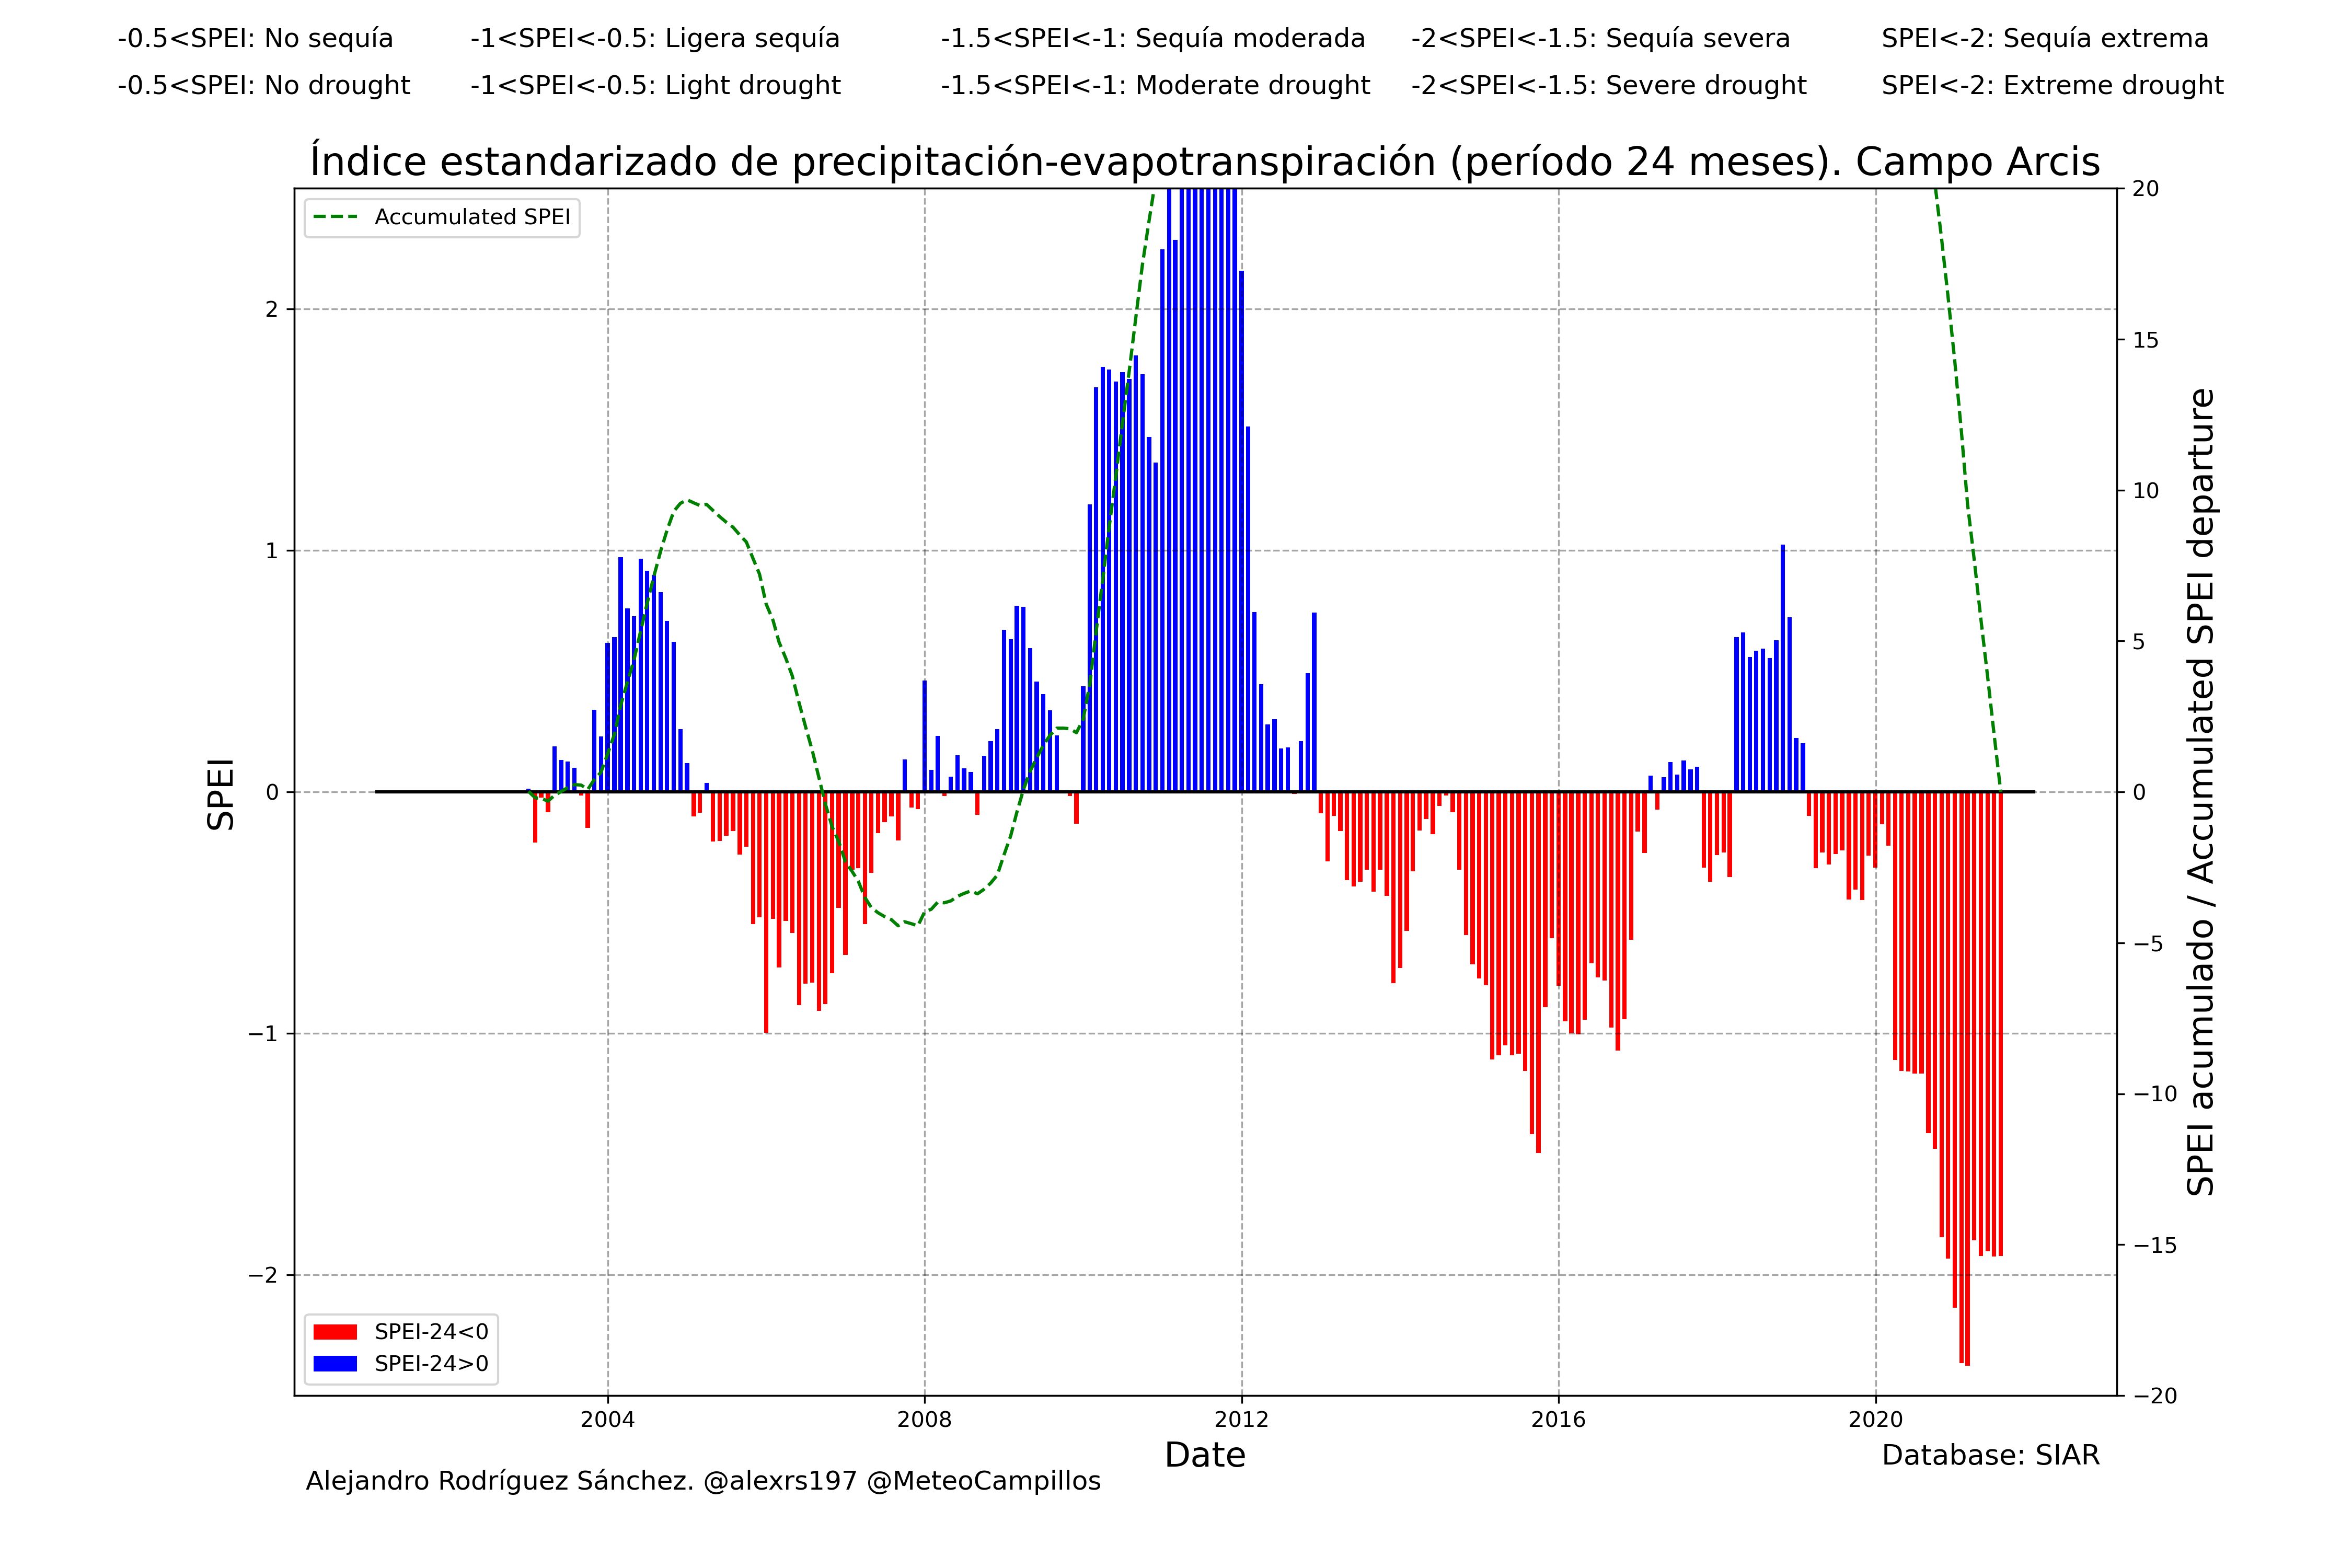 -0.5<SPEI: No sequía -1<SPEI<-0.5: Ligera sequía -1.5<SPEI<-1: Sequía moderada -2<SPEI<-1.5: Sequía severa SPEI<-2: Sequía extrema
-0.5<SPEI: No drought -1<SPEI<-0.5: Light drought -1.5<SPEI<-1: Moderate drought -2<SPEI<-1.5: Severe drought SPEI<-2: Extreme drought
Índice estandarizado de precipitación-evapotranspiración (período 24 meses). Campo Arcis
Accumulated SPEI
SPEI
2
1
0
−1
−2
20
15
10
5
0
−5
−10
−15
−20
SPEI acumulado / Accumulated SPEI departure
SPEI-24<0
SPEI-24>0
2004 2008 2012 2016 2020
Date
Database: SIAR
Alejandro Rodríguez Sánchez. @alexrs197 @MeteoCampillos